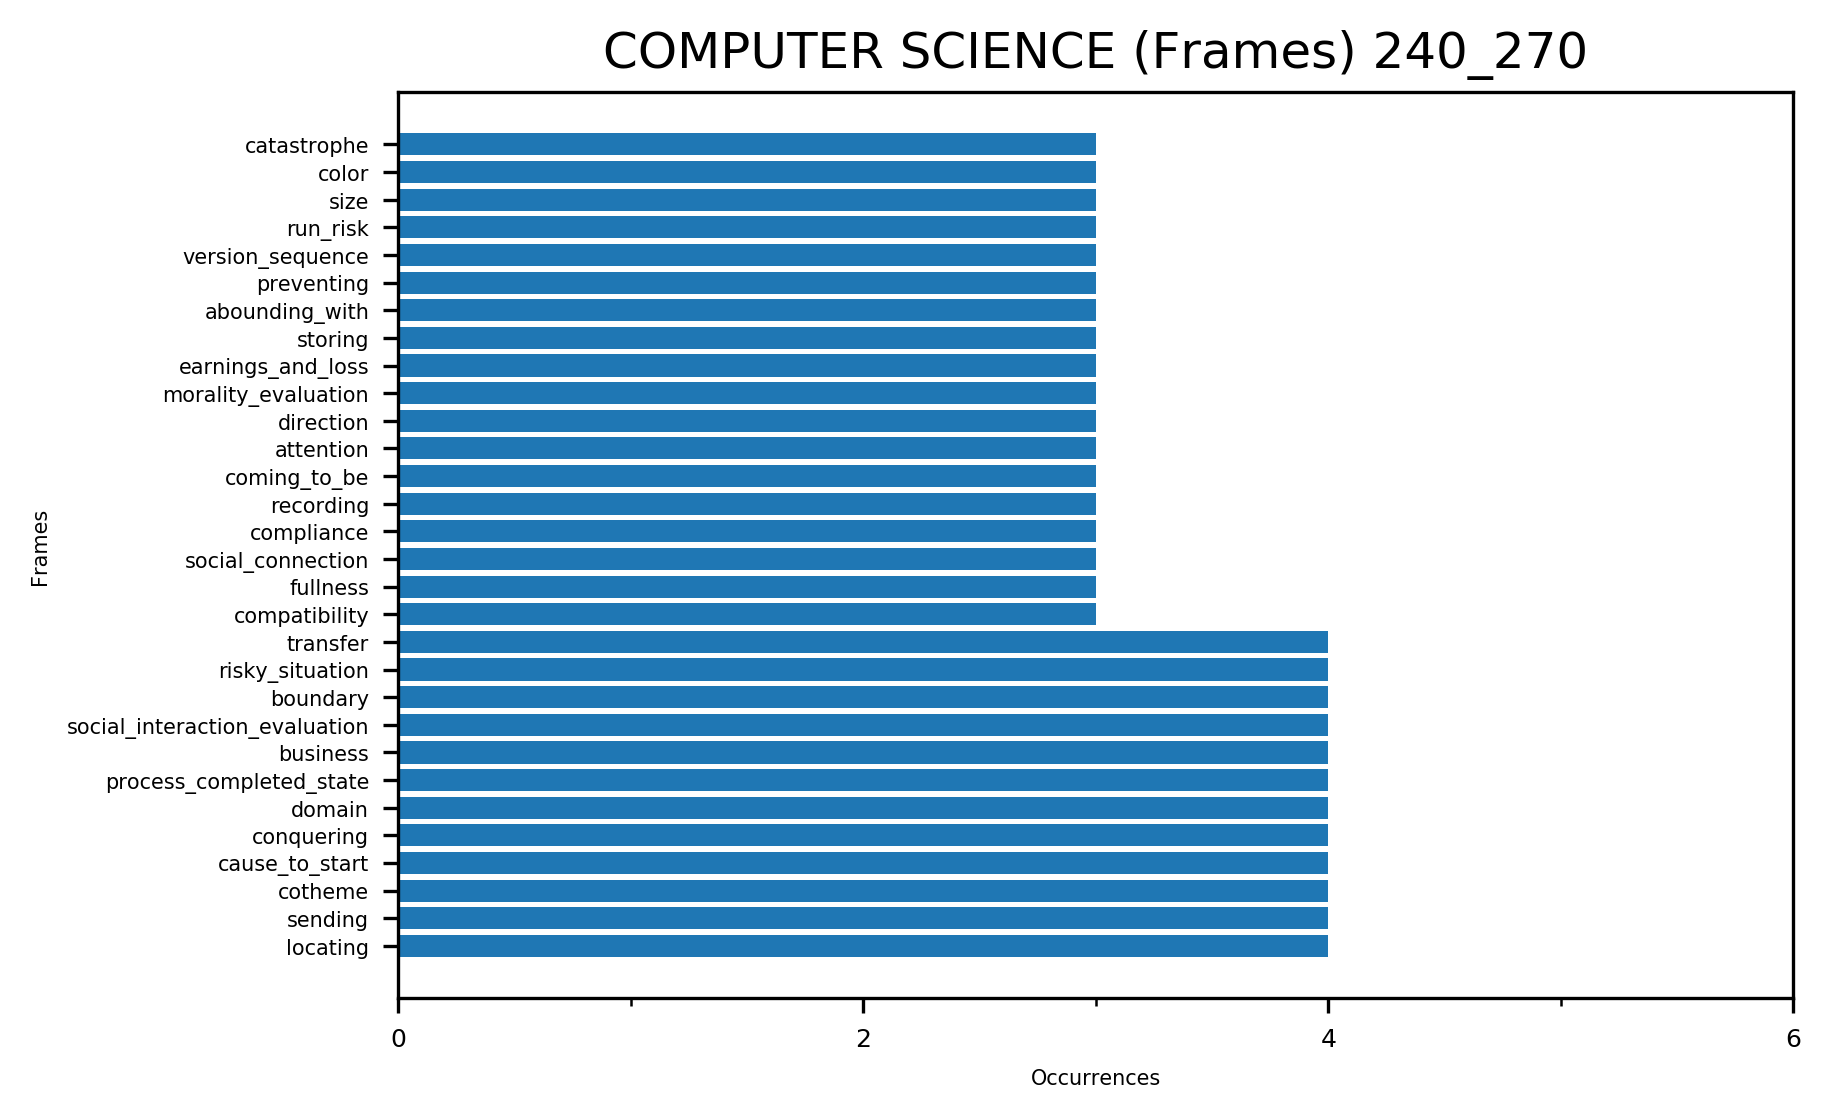 COMPUTER SCIENCE (Frames) 240_270
catastrophe
color
size
run_risk
version_sequence
preventing
abounding_with
storing
earnings_and_loss
morality_evaluation
direction
attention
coming_to_be
recording
compliance
social_connection
fullness
compatibility
transfer
risky_situation
boundary
social_interaction_evaluation
business
process_completed_state
domain
conquering
cause_to_start
cotheme
sending
locating
Frames
0 2 4 6
Occurrences